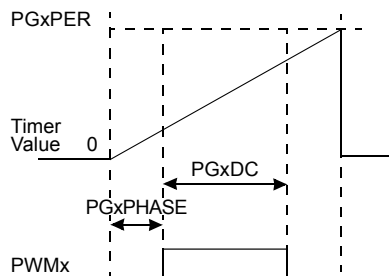 PGxPER
Timer
Value 0
PGxDC
PGxPHASE
PWMx